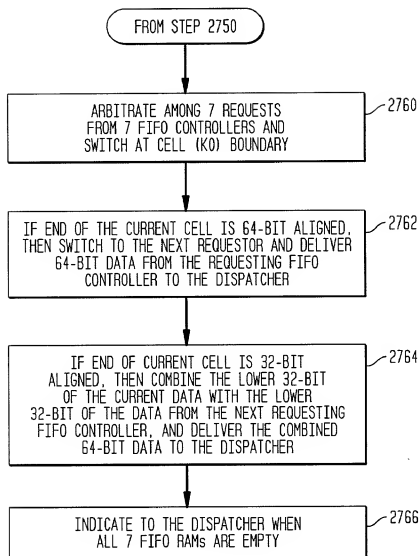 FROM STEP 2750
ARBITRATE AMONG 7 REQUESTS
FROM 7 FIFO CONTROLLERS AND
SWITCH AT CELL (K0) BOUNDARY
2760
IF END OF THE CURRENT CELL IS 64-BIT ALIGNED,
THEN SWITCH TO THE NEXT REQUESTOR AND DELIVER
64-BIT DATA FROM THE REQUESTING FIFO
CONTROLLER TO THE DISPATCHER
2762
IF END OF CURRENT CELL IS 32-BIT
ALIGNED, THEN COMBINE THE LOWER 32-BIT
OF THE CURRENT DATA WITH THE LOWER
32-BIT OF THE DATA FROM THE NEXT REQUESTING
FIFO CONTROLLER, AND DELIVER THE COMBINED
64-BIT DATA TO THE DISPATCHER
2764
INDICATE TO THE DISPATCHER WHEN
ALL 7 FIFO RAMs ARE EMPTY
2766